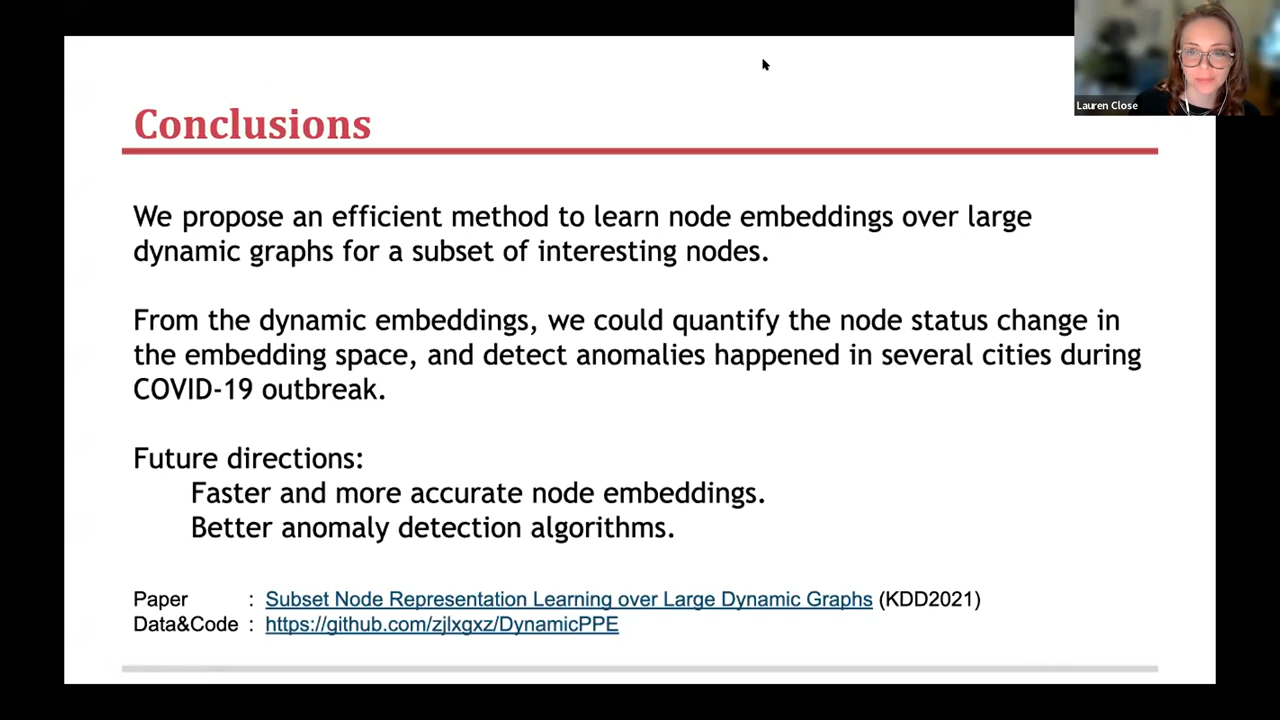 Lauren Close
Conclusions
We propose an efficient method to learn node embeddings over large
dynamic graphs for a subset of interesting nodes.
From the dynamic embeddings, we could quantify the node status change in
the embedding space, and detect anomalies happened in several cities during
COVID-19 outbreak.
Future directions:
Faster and more accurate node embeddings.
Better anomaly detection algorithms.
Paper : Subset Node Representation Learning over Large Dynamic Graphs (KDD2021)
Data&Code : https://github.com/zjlxgxz/DynamicPPE